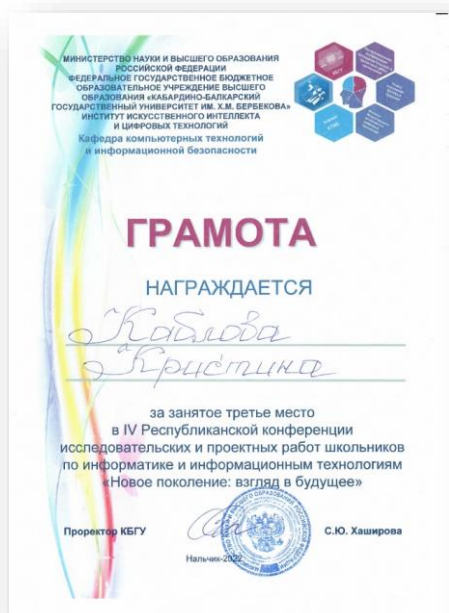 МИНИСТЕРСТВО НАУКИ И ВЫСШЕГО ОБРАЗОВАНИЯ
РОССИЙСКОЙ ФЕДЕРАЦИИ
ФЕДЕРАЛЬНОЕ ГОСУДАРСТВЕННОЕ БЮДЖЕТНОЕ
ОБРАЗОВАТЕЛЬНОЕ УЧРЕЖДЕНИЕ ВЫСШЕГО
ОБРАЗОВАНИЯ «КАБАРДИНО-БАЛКАРСКИЙ
ГОСУДАРСТВЕННЫЙ УНИВЕРСИТЕТ ИМ. Х.М. БЕРБЕКОВА»
ИНСТИТУТ ИСКУССТВЕННОГО ИНТЕЛЛЕКТА
И ЦИФРОВЫХ ТЕХНОЛОГИЙ
Кафедра компьютерных технологий
и информационной безопасности
ГРАМОТА
НАГРАЖДАЕТСЯ
Каблова
Кристина
за занятое третье место
в IV Республиканской конференции
исследовательских и проектных работ школьников
по информатике и информационным технологиям
«Новое поколение: взгляд в будущее»
Проректор КБГУ
С.Ю. Хаширова
Нальчик-2022